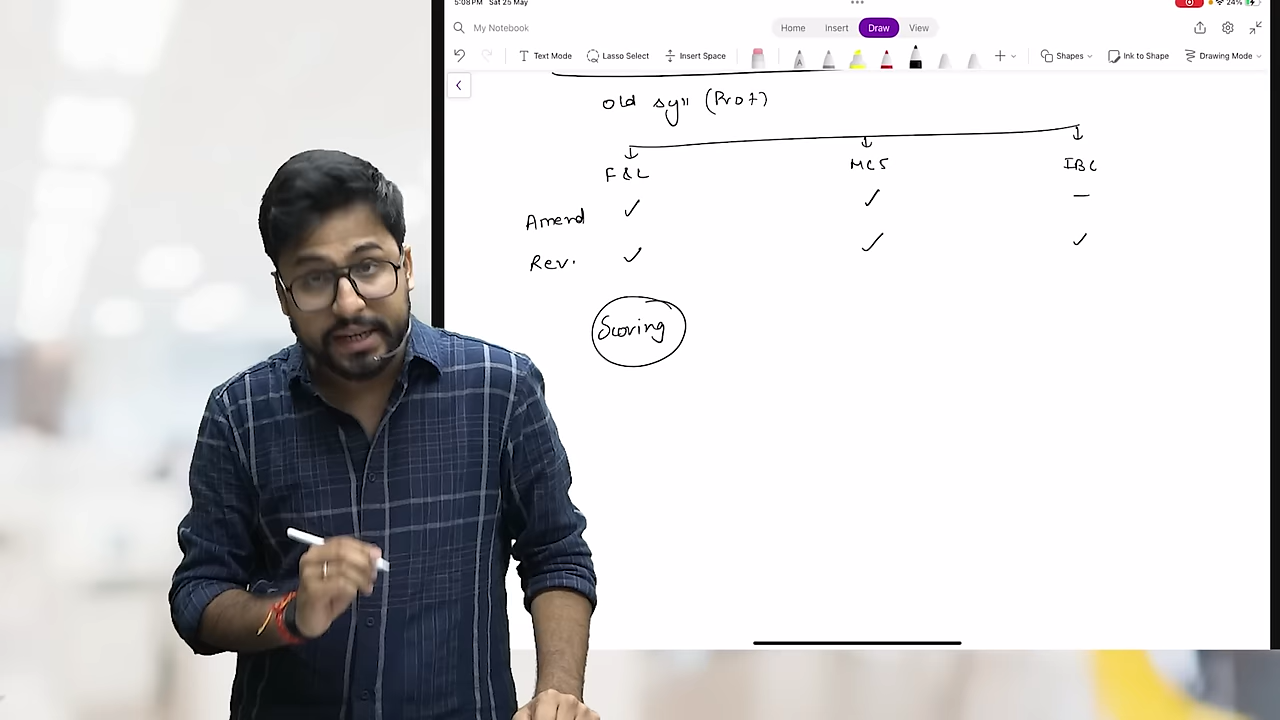 5:08 PM Sat 25 May 24%
My Notebook Home Insert Draw View
Text Mode Lasso Select Insert Space Shapes Ink to Shape Drawing Mode
Old syll (Prof)
F&L MCS IBC
Amend ✓ ✓ –
Rev. ✓ ✓ ✓
Scoring